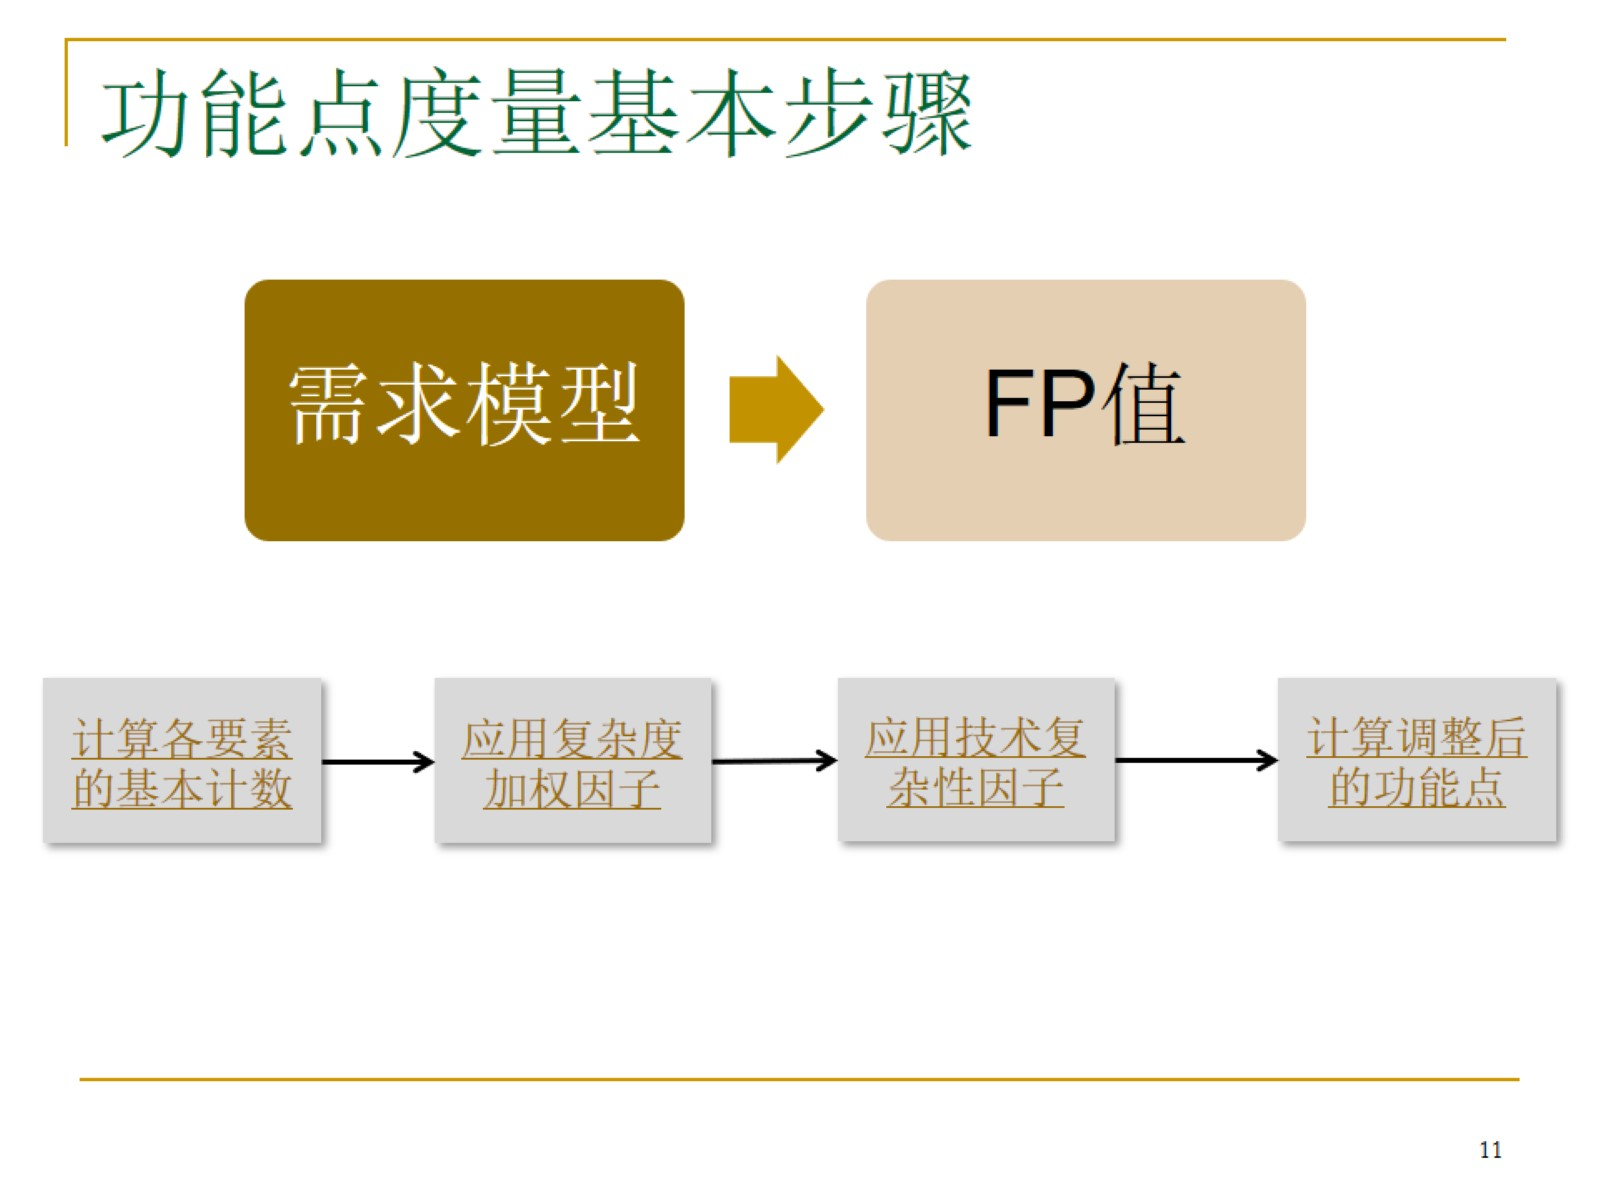 功能点度量基本步骤
需求模型
FP值
计算各要素
的基本计数
应用复杂度
加权因子
应用技术复
杂性因子
计算调整后
的功能点
11